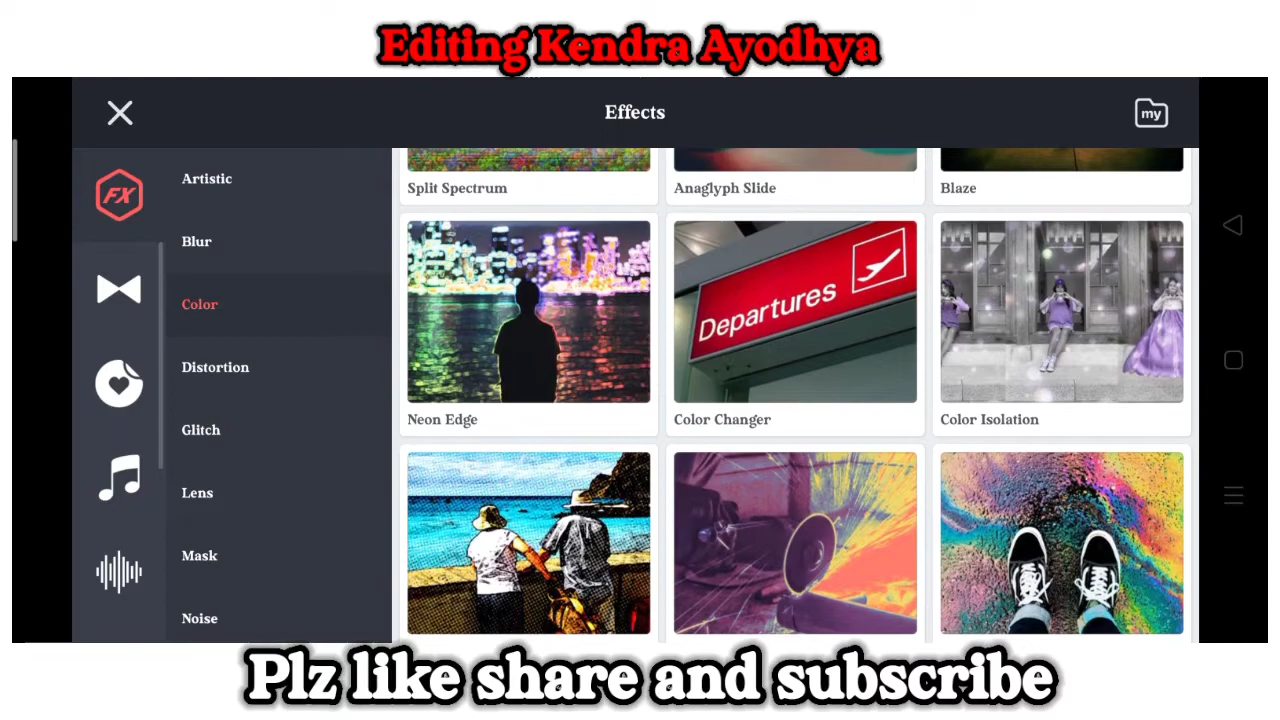 Editing Kendra Ayodhya
Effects
my
FX
Artistic
Blur
Color
Distortion
Glitch
Lens
Mask
Noise
Split Spectrum
Anaglyph Slide
Blaze
Departures
Neon Edge
Color Changer
Color Isolation
Plz like share and subscribe